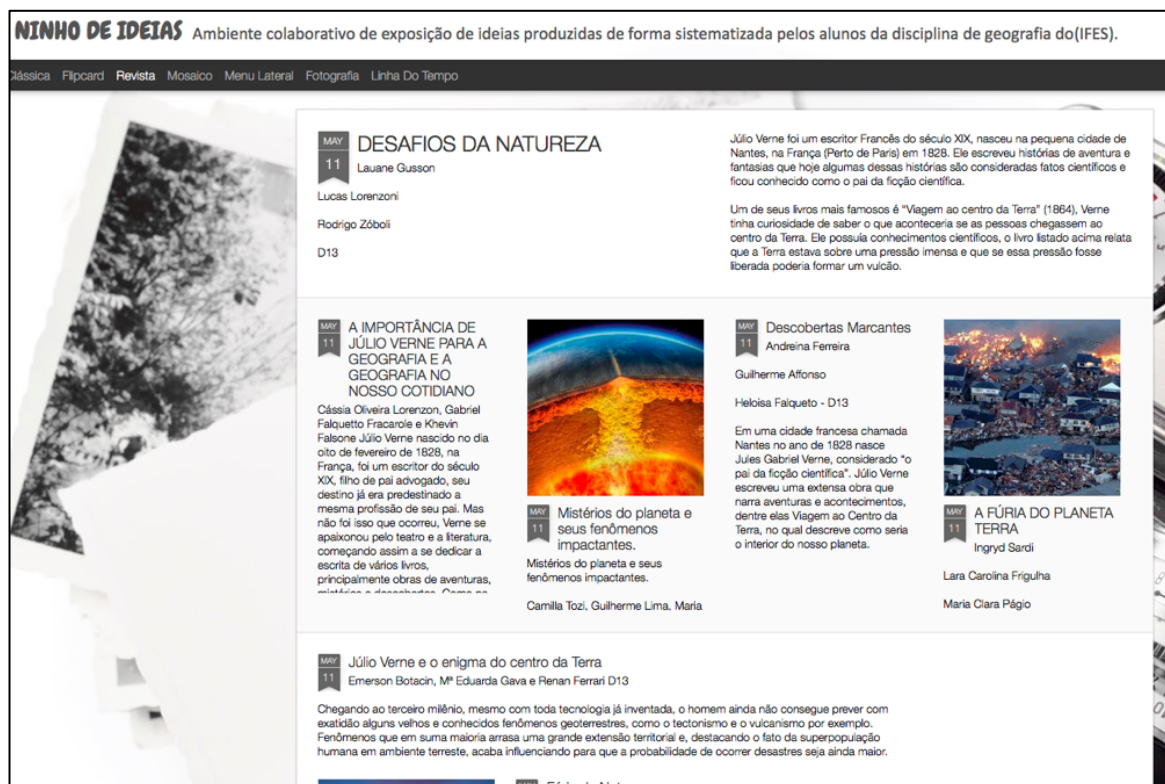 NINHO DE IDEIAS Ambiente colaborativo de exposição de ideias produzidas de forma sistematizada pelos alunos da disciplina de geografia do(IFES).
Clássica Flipcard Revista Mosaico Menu Lateral Fotografia Linha Do Tempo
MAY
11
DESAFIOS DA NATUREZA
Lauane Gusson
Lucas Lorenzoni
Rodrigo Zóboli
D13
Júlio Verne foi um escritor Francês do século XIX, nasceu na pequena cidade de
Nantes, na França (Perto de Paris) em 1828. Ele escreveu histórias de aventura e
fantasias que hoje algumas dessas histórias são consideradas fatos científicos e
ficou conhecido como o pai da ficção científica.
Um de seus livros mais famosos é "Viagem ao centro da Terra" (1864), Verne
tinha curiosidade de saber o que aconteceria se as pessoas chegassem ao
centro da Terra. Ele possuía conhecimentos científicos, o livro listado acima relata
que a Terra estava sobre uma pressão imensa e que se essa pressão fosse
liberada poderia formar um vulcão.
MAY
11
A IMPORTÂNCIA DE
JÚLIO VERNE PARA A
GEOGRAFIA E A
GEOGRAFIA NO
NOSSO COTIDIANO
Cássia Oliveira Lorenzon, Gabriel
Falquetto Fracarole e Khevin
Falsone Júlio Verne nascido no dia
oito de fevereiro de 1828, na
França, foi um escritor do século
XIX, filho de pai advogado, seu
destino já era predestinado a
mesma profissão de seu pai. Mas
não foi isso que ocorreu, Verne se
apaixonou pelo teatro e a literatura,
começando assim a se dedicar a
escrita de vários livros,
principalmente obras de aventuras,
mistérios e descobertas. Como no
MAY
11
Mistérios do planeta e
seus fenômenos
impactantes.
Mistérios do planeta e seus
fenômenos impactantes.
Camilla Tozi, Guilherme Lima, Maria
MAY
11
Descobertas Marcantes
Andreina Ferreira
Guilherme Affonso
Heloisa Falqueto - D13
Em uma cidade francesa chamada
Nantes no ano de 1828 nasce
Jules Gabriel Verne, considerado "o
pai da ficção científica". Júlio Verne
escreveu uma extensa obra que
narra aventuras e acontecimentos,
dentre elas Viagem ao Centro da
Terra, no qual descreve como seria
o interior do nosso planeta.
MAY
11
A FÚRIA DO PLANETA
TERRA
Ingryd Sardi
Lara Carolina Frigulha
Maria Clara Págio
MAY
11
Júlio Verne e o enigma do centro da Terra
Emerson Botacin, Mª Eduarda Gava e Renan Ferrari D13
Chegando ao terceiro milênio, mesmo com toda tecnologia já inventada, o homem ainda não consegue prever com
exatidão alguns velhos e conhecidos fenômenos geoterrestres, como o tectonismo e o vulcanismo por exemplo.
Fenômenos que em suma maioria arrasa uma grande extensão territorial e, destacando o fato da superpopulação
humana em ambiente terreste, acaba influenciando para que a probabilidade de ocorrer desastres seja ainda maior.